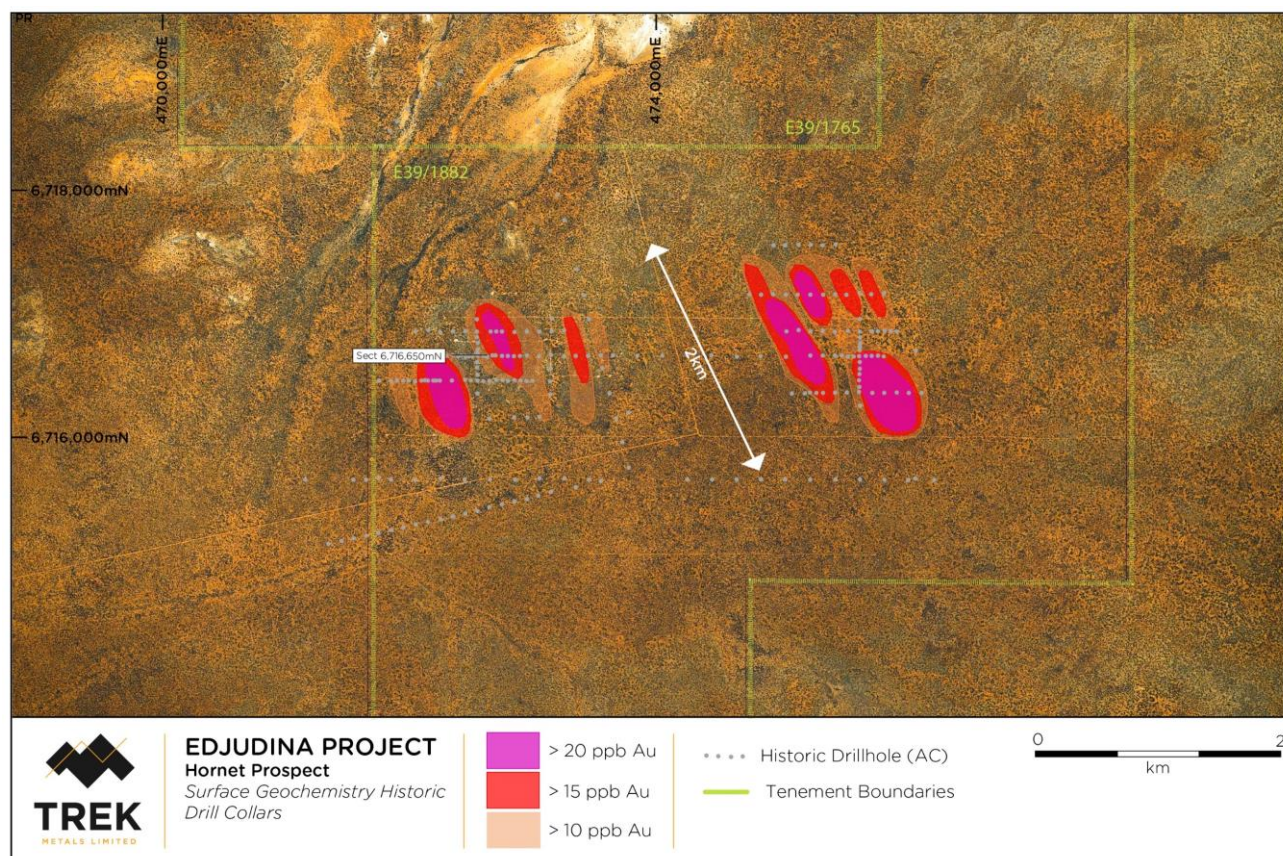 PR
470,000mE
474,000mE
E39/1765
E39/1882
6,718,000mN
2km
Sect 6,716,650mN
6,716,000mN
TREK
METALS LIMITED
EDJUDINA PROJECT
Hornet Prospect
Surface Geochemistry Historic
Drill Collars
> 20 ppb Au
> 15 ppb Au
> 10 ppb Au
Historic Drillhole (AC)
Tenement Boundaries
0
2
km